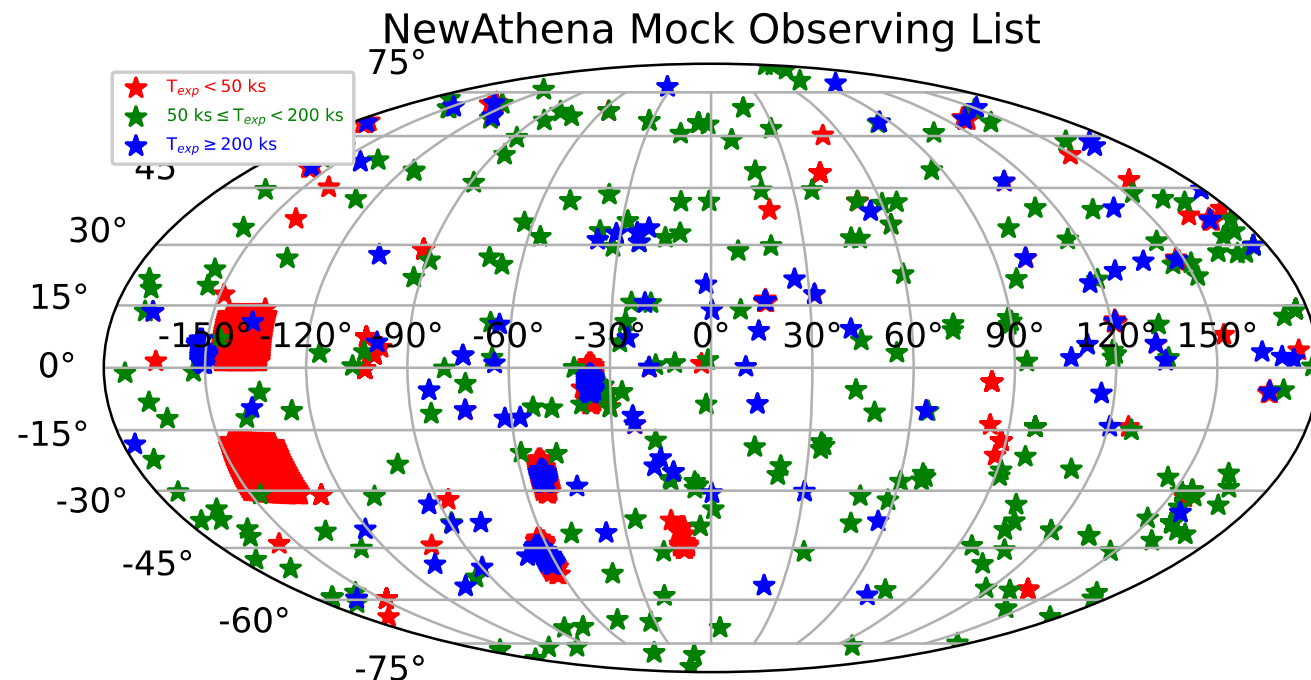 NewAthena Mock Observing List
75°
T_exp < 50 ks
50 ks ≤ T_exp < 200 ks
T_exp ≥ 200 ks
45°
30°
15°
-150° -120° -90° -60° -30° 0° 30° 60° 90° 120° 150°
0°
-15°
-30°
-45°
-60°
-75°